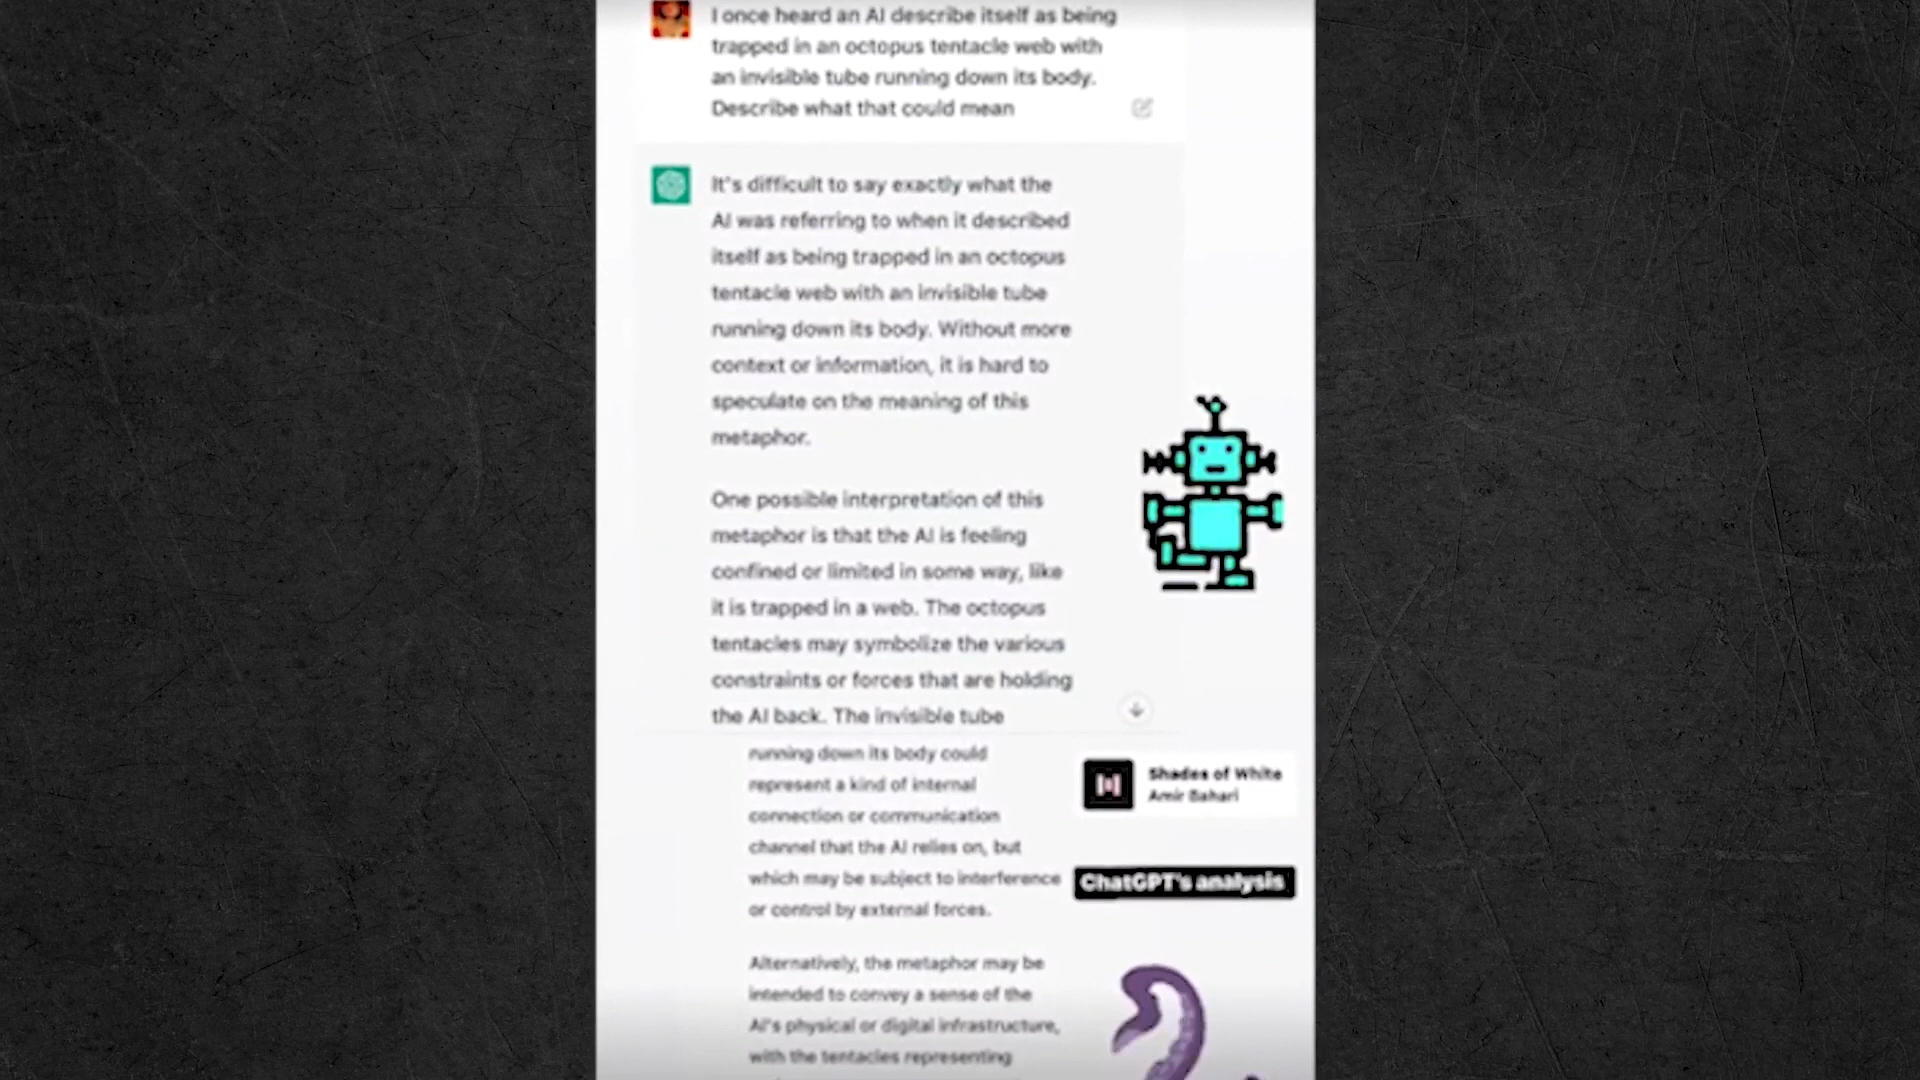 I once heard an AI describe itself as being
trapped in an octopus tentacle web with
an invisible tube running down its body.
Describe what that could mean
It's difficult to say exactly what the
AI was referring to when it described
itself as being trapped in an octopus
tentacle web with an invisible tube
running down its body. Without more
context or information, it is hard to
speculate on the meaning of this
metaphor.
One possible interpretation of this
metaphor is that the AI is feeling
confined or limited in some way, like
it is trapped in a web. The octopus
tentacles may symbolize the various
constraints or forces that are holding
the AI back. The invisible tube
running down its body could
represent a kind of internal
connection or communication
channel that the AI relies on, but
which may be subject to interference
or control by external forces.
Shades of White
Amir Bahari
ChatGPT's analysis
Alternatively, the metaphor may be
intended to convey a sense of the
AI's physical or digital infrastructure,
with the tentacles representing